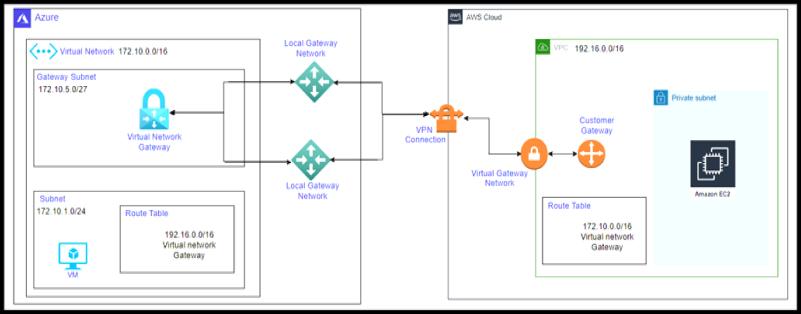 Azure
Virtual Network 172.10.0.0/16
Gateway Subnet
172.10.5.0/27
Virtual Network
Gateway
Subnet
172.10.1.0/24
VM
Route Table
192.16.0.0/16
Virtual network
Gateway
Local Gateway
Network
Local Gateway
Network
VPN
Connection
aws
AWS Cloud
VPC 192.16.0.0/16
Virtual Gateway
Network
Customer
Gateway
Route Table
172.10.0.0/16
Virtual network
Gateway
Private subnet
Amazon EC2